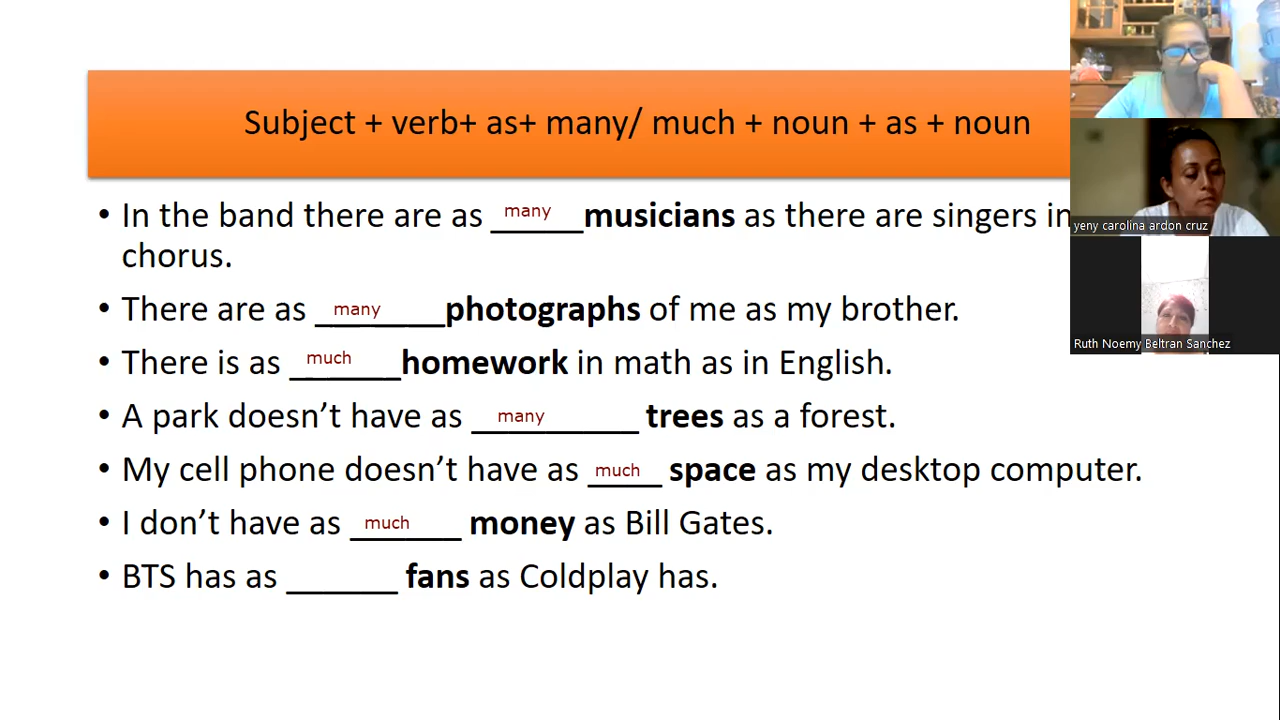 Subject + verb+ as+ many/ much + noun + as + noun
• In the band there are as many musicians as there are singers in
chorus.
• There are as many photographs of me as my brother.
• There is as much homework in math as in English.
• A park doesn’t have as many trees as a forest.
• My cell phone doesn’t have as much space as my desktop computer.
• I don’t have as much money as Bill Gates.
• BTS has as ______ fans as Coldplay has.
yeny carolina ardon cruz
Ruth Noemy Beltran Sanchez